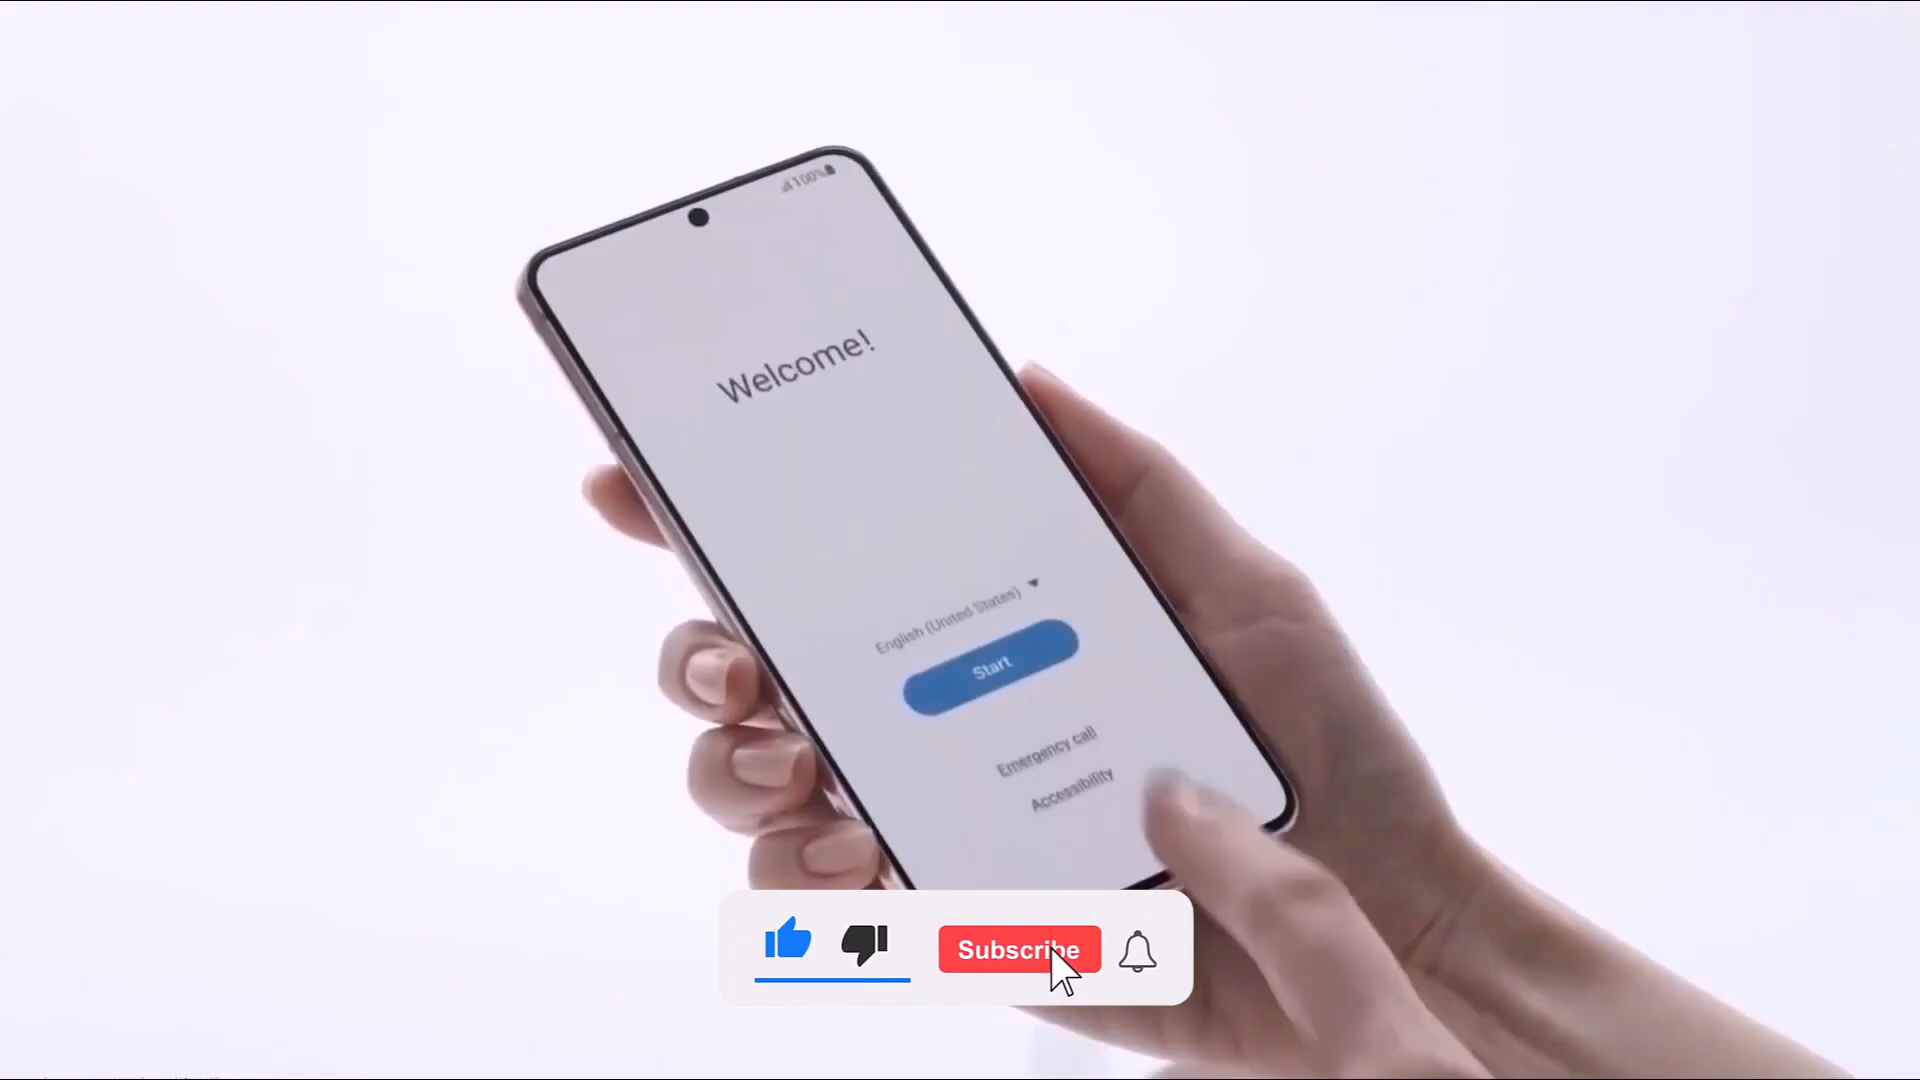 100%
Welcome!
English (United States)
Start
Emergency call
Accessibility
Subscribe